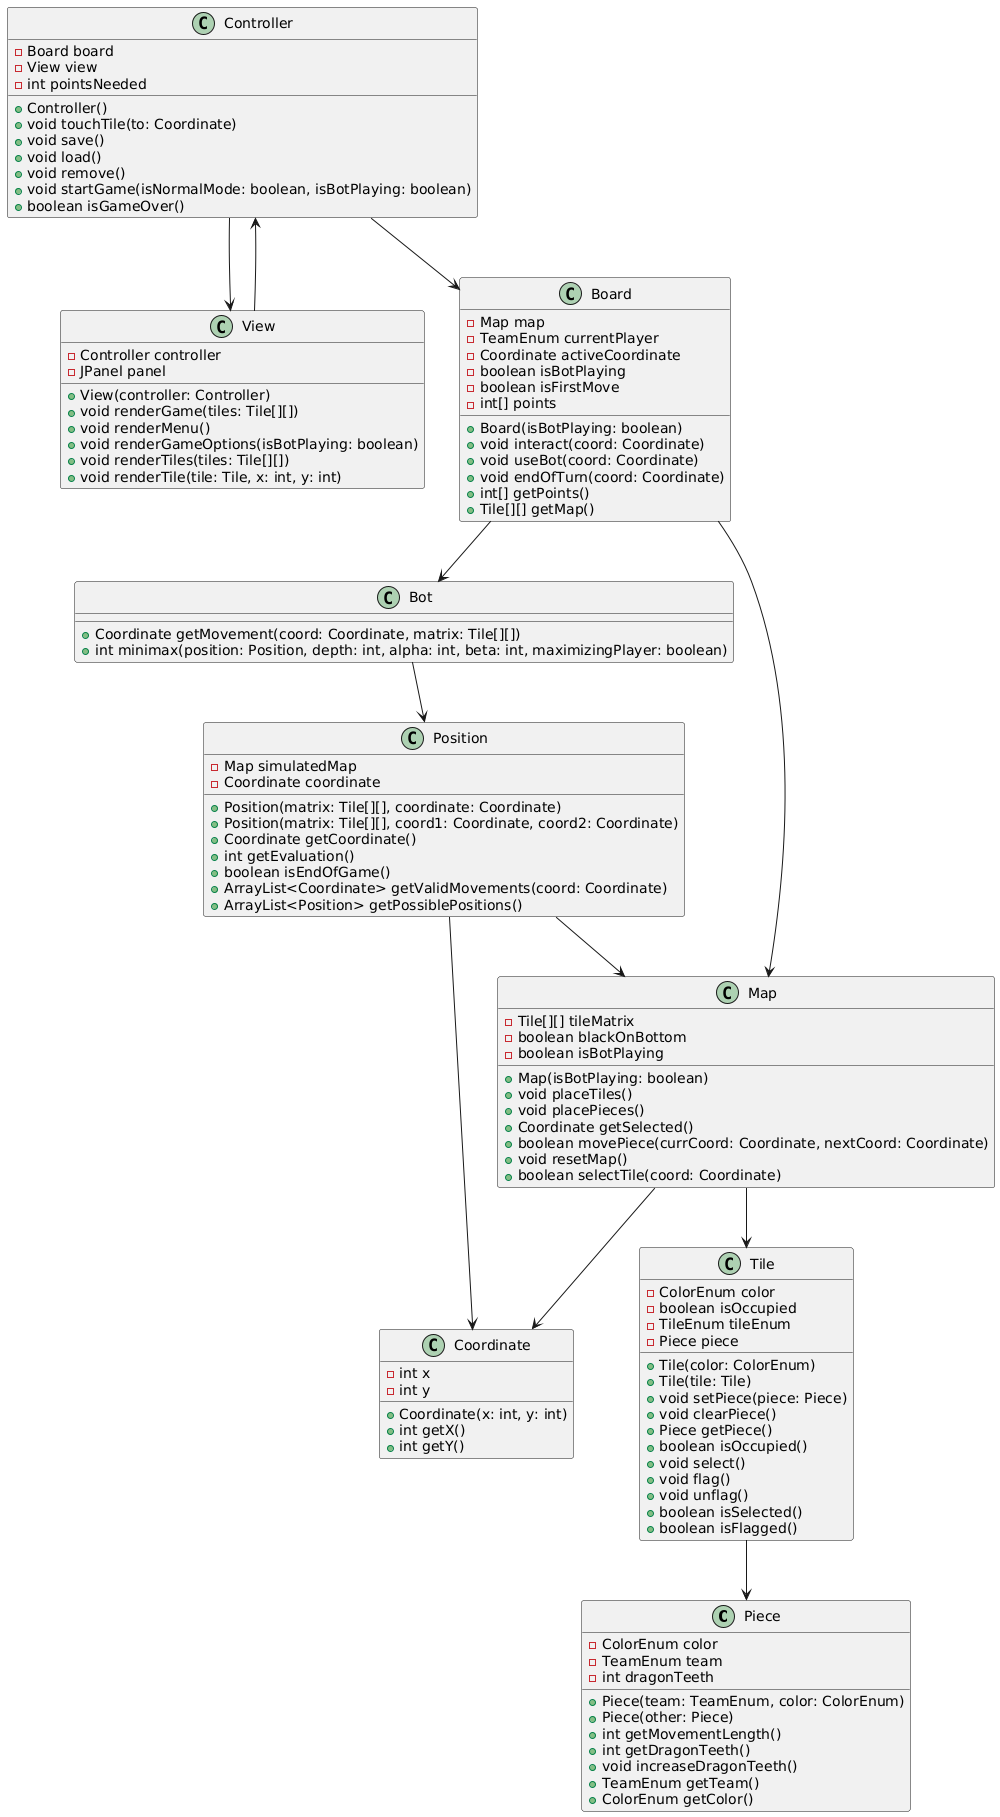 C Controller
Board board
View view
int pointsNeeded
Controller()
void touchTile(to: Coordinate)
void save()
void load()
void remove()
void startGame(isNormalMode: boolean, isBotPlaying: boolean)
boolean isGameOver()
C View
Controller controller
JPanel panel
View(controller: Controller)
void renderGame(tiles: Tile[][])
void renderMenu()
void renderGameOptions(isBotPlaying: boolean)
void renderTiles(tiles: Tile[][])
void renderTile(tile: Tile, x: int, y: int)
C Board
Map map
TeamEnum currentPlayer
Coordinate activeCoordinate
boolean isBotPlaying
boolean isFirstMove
int[] points
Board(isBotPlaying: boolean)
void interact(coord: Coordinate)
void useBot(coord: Coordinate)
void endOfTurn(coord: Coordinate)
int[] getPoints()
Tile[][] getMap()
C Bot
Coordinate getMovement(coord: Coordinate, matrix: Tile[][])
int minimax(position: Position, depth: int, alpha: int, beta: int, maximizingPlayer: boolean)
C Position
Map simulatedMap
Coordinate coordinate
Position(matrix: Tile[][], coordinate: Coordinate)
Position(matrix: Tile[][], coord1: Coordinate, coord2: Coordinate)
Coordinate getCoordinate()
int getEvaluation()
boolean isEndOfGame()
ArrayList<Coordinate> getValidMovements(coord: Coordinate)
ArrayList<Position> getPossiblePositions()
C Map
Tile[][] tileMatrix
boolean blackOnBottom
boolean isBotPlaying
Map(isBotPlaying: boolean)
void placeTiles()
void placePieces()
Coordinate getSelected()
boolean movePiece(currCoord: Coordinate, nextCoord: Coordinate)
void resetMap()
boolean selectTile(coord: Coordinate)
C Coordinate
int x
int y
Coordinate(x: int, y: int)
int getX()
int getY()
C Tile
ColorEnum color
boolean isOccupied
TileEnum tileEnum
Piece piece
Tile(color: ColorEnum)
Tile(tile: Tile)
void setPiece(piece: Piece)
void clearPiece()
Piece getPiece()
boolean isOccupied()
void select()
void flag()
void unflag()
boolean isSelected()
boolean isFlagged()
C Piece
ColorEnum color
TeamEnum team
int dragonTeeth
Piece(team: TeamEnum, color: ColorEnum)
Piece(other: Piece)
int getMovementLength()
int getDragonTeeth()
void increaseDragonTeeth()
TeamEnum getTeam()
ColorEnum getColor()